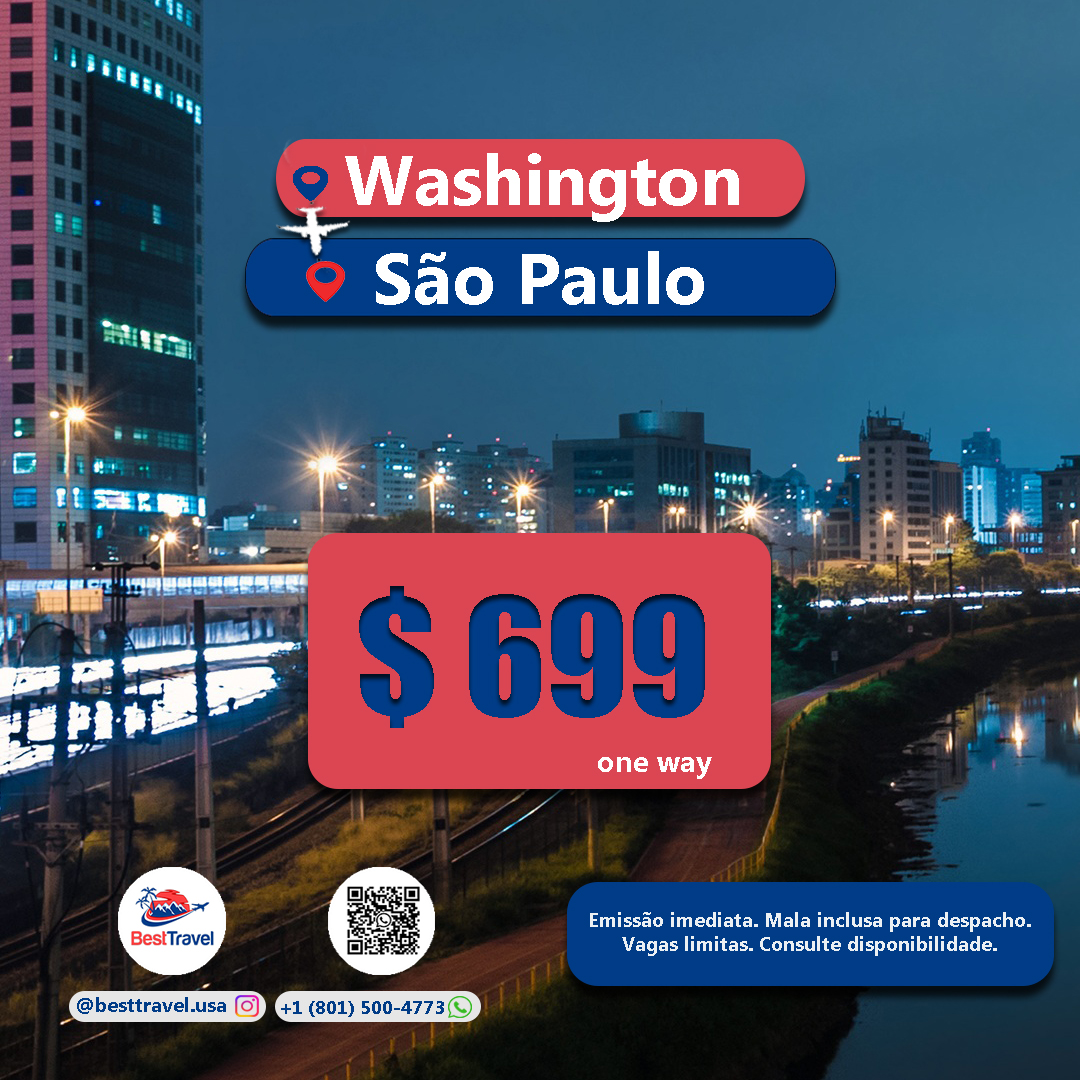 Washington
São Paulo
$ 699
one way
BestTravel
Emissão imediata. Mala inclusa para despacho.
Vagas limitas. Consulte disponibilidade.
@besttravel.usa
+1 (801) 500-4773